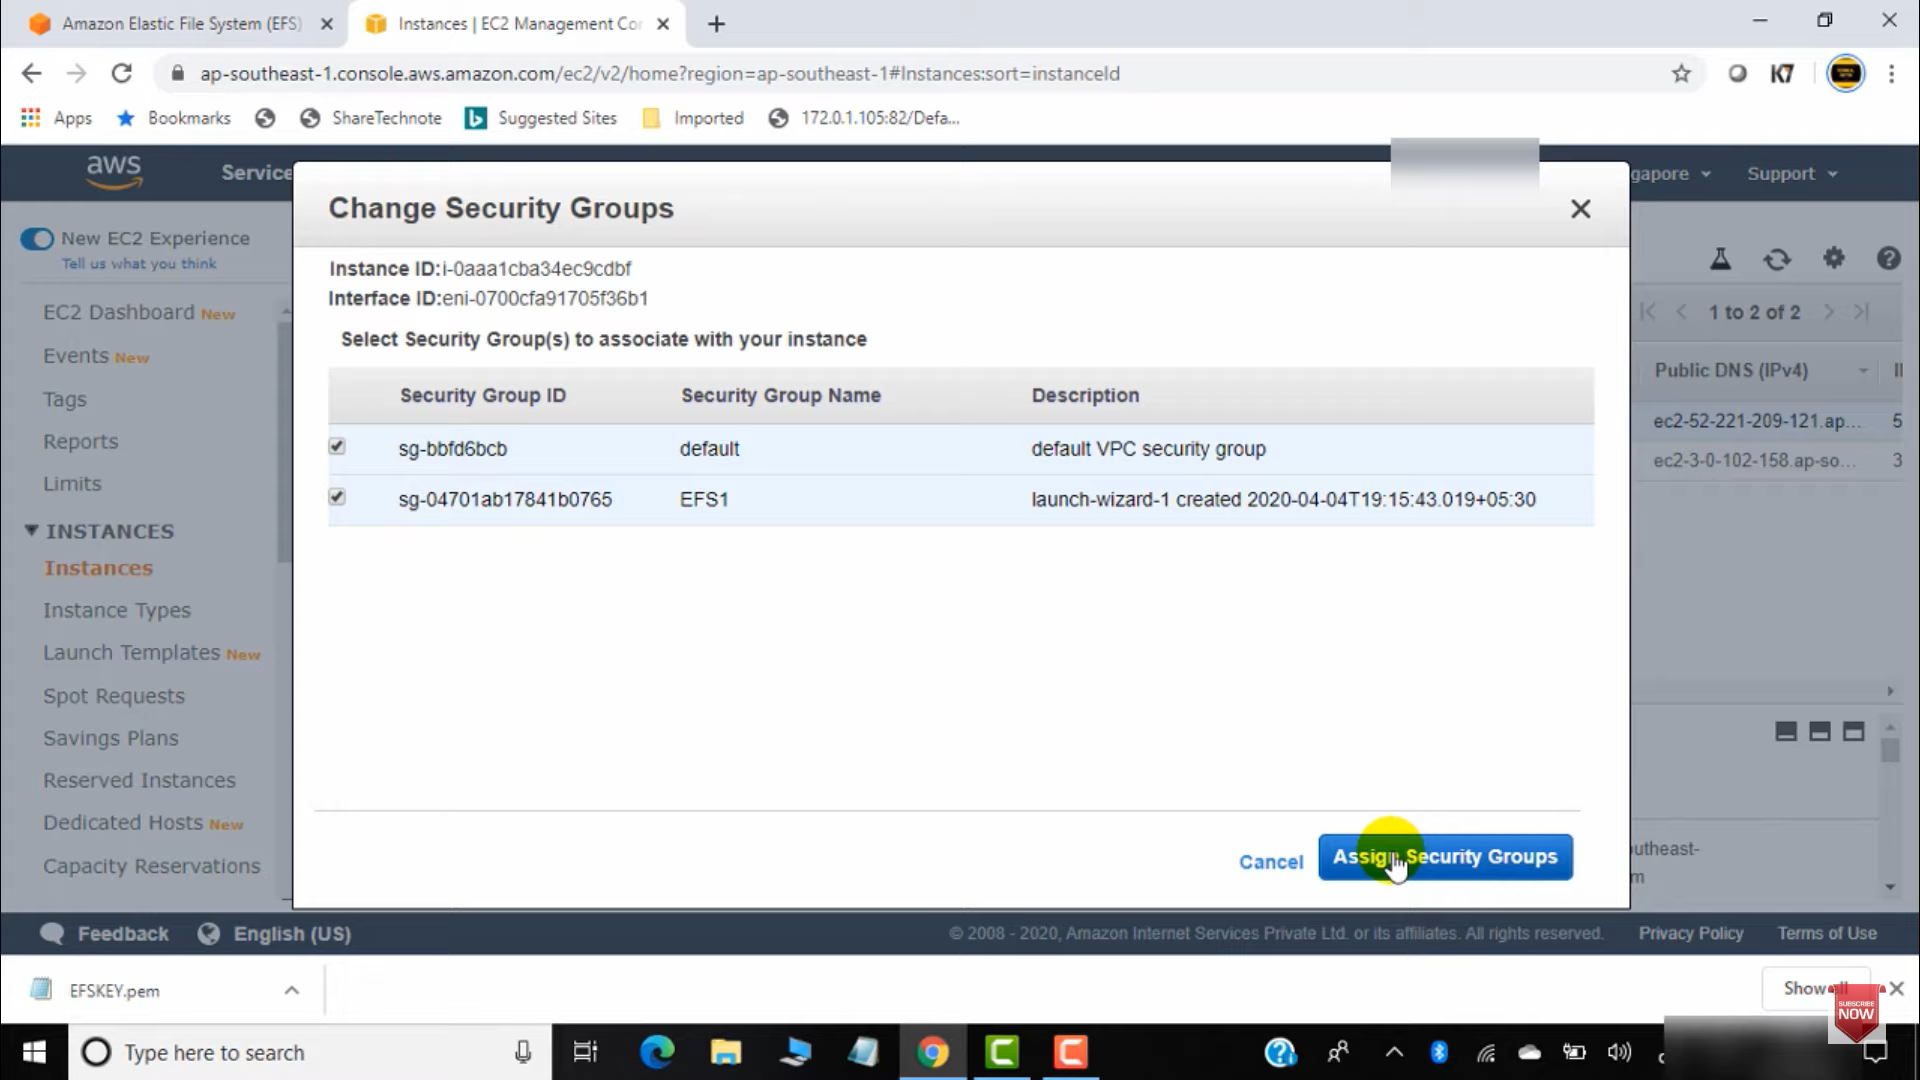 Amazon Elastic File System (EFS)
Instances | EC2 Management Cor
ap-southeast-1.console.aws.amazon.com/ec2/v2/home?region=ap-southeast-1#Instances:sort=instanceId
K7
Apps
Bookmarks
ShareTechnote
Suggested Sites
Imported
172.0.1.105:82/Defa...
aws
Service
gapore
Support
Change Security Groups
New EC2 Experience
Tell us what you think
Instance ID:i-0aaa1cba34ec9cdbf
Interface ID:eni-0700cfa91705f36b1
Select Security Group(s) to associate with your instance
Security Group ID
Security Group Name
Description
sg-bbfd6bcb
default
default VPC security group
sg-04701ab17841b0765
EFS1
launch-wizard-1 created 2020-04-04T19:15:43.019+05:30
Cancel
Assign Security Groups
EC2 Dashboard New
Events New
Tags
Reports
Limits
INSTANCES
Instances
Instance Types
Launch Templates New
Spot Requests
Savings Plans
Reserved Instances
Dedicated Hosts New
Capacity Reservations
1 to 2 of 2
Public DNS (IPv4)
ec2-52-221-209-121.ap...
5
ec2-3-0-102-158.ap-so...
3
utheast-
m
Feedback
English (US)
© 2008 - 2020, Amazon Internet Services Private Ltd. or its affiliates. All rights reserved.
Privacy Policy
Terms of Use
EFSKEY.pem
Show
SUBSCRIBE
NOW
Type here to search